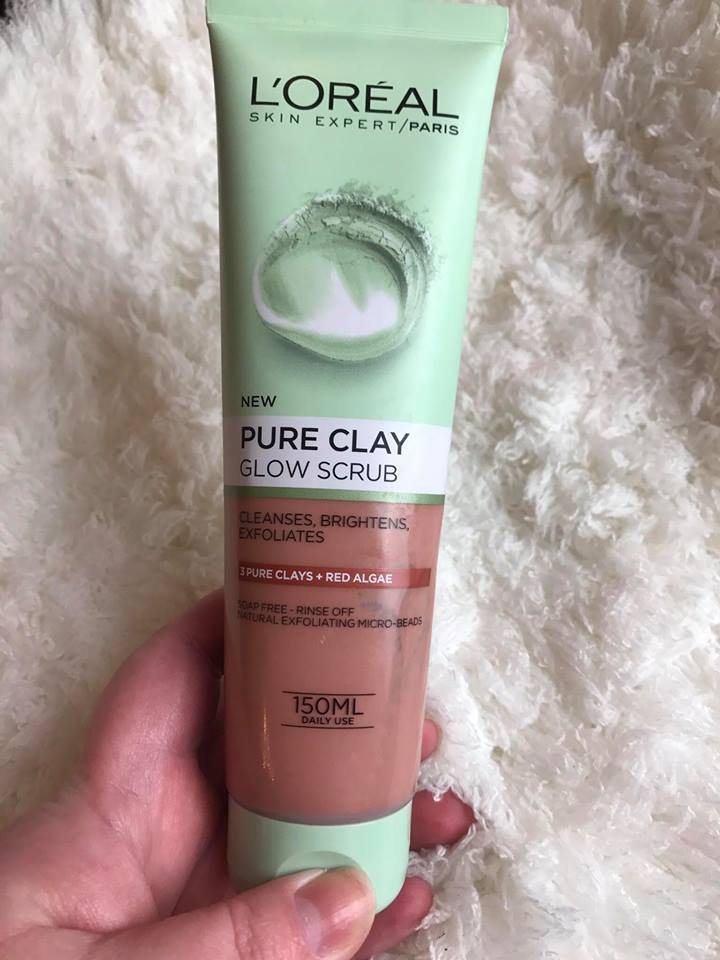 L'ORÉAL
SKIN EXPERT/PARIS
NEW
PURE CLAY
GLOW SCRUB
CLEANSES, BRIGHTENS,
EXFOLIATES
3 PURE CLAYS + RED ALGAE
SOAP FREE - RINSE OFF
NATURAL EXFOLIATING MICRO-BEADS
150ML
DAILY USE